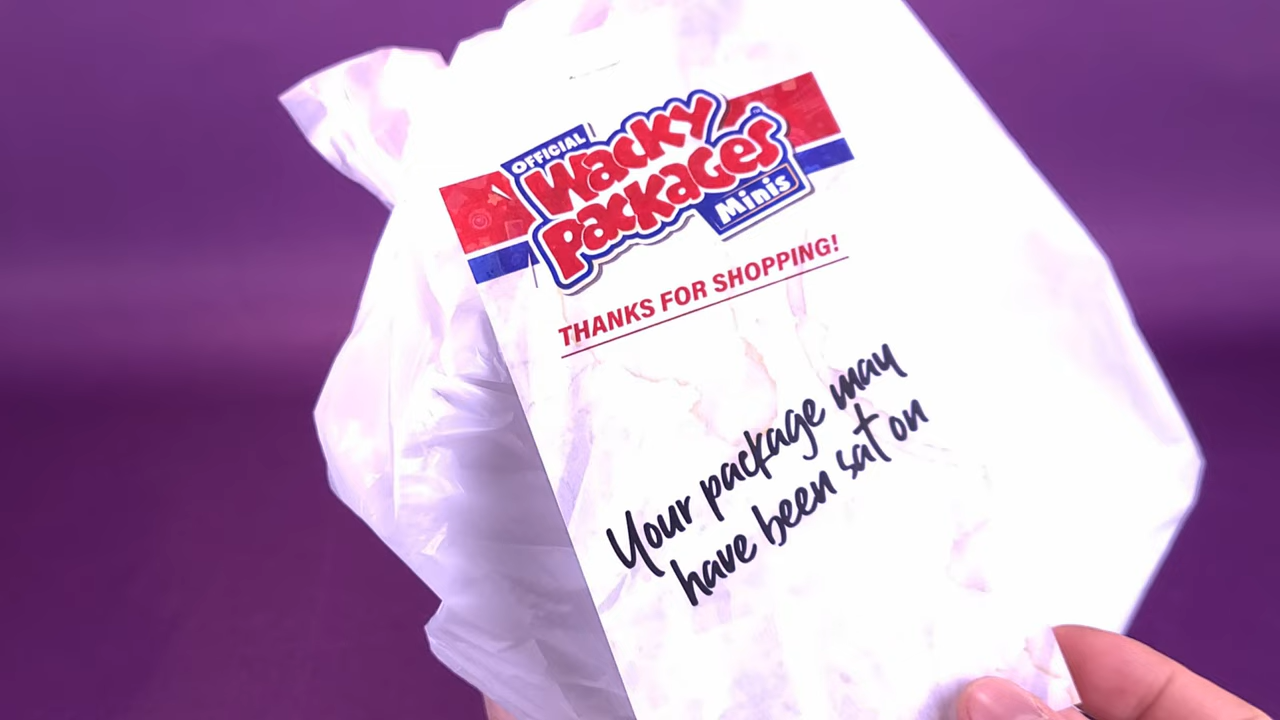 OFFICIAL
Wacky
Packages
Minis
THANKS FOR SHOPPING!
Your package may
have been sat on